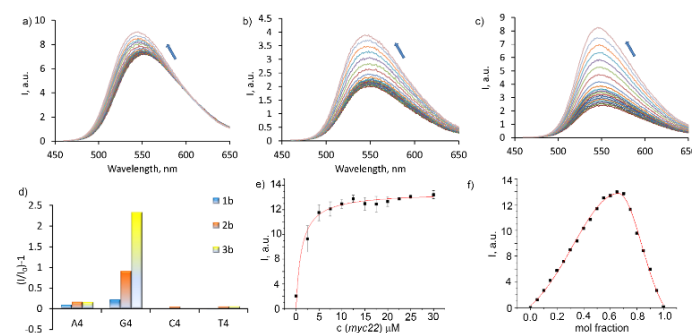 a)
I, a.u.
10
8
6
4
2
0
450 500 550 600 650
Wavelength, nm
b)
I, a.u.
4.5
4
3.5
3
2.5
2
1.5
1
0.5
0
450 500 550 600 650
Wavelength, nm
c)
I, a.u.
9
8
7
6
5
4
3
2
1
0
450 500 550 600 650
Wavelength, nm
d)
(I/I0)-1
2.5
2
1.5
1
0.5
0
-0.5
A4 G4 C4 T4
1b
2b
3b
e)
I, a.u.
14
12
10
8
6
4
2
0
0 5 10 15 20 25 30
c (myc22) μM
f)
I, a.u.
14
12
10
8
6
4
2
0
0.0 0.2 0.4 0.6 0.8 1.0
mol fraction